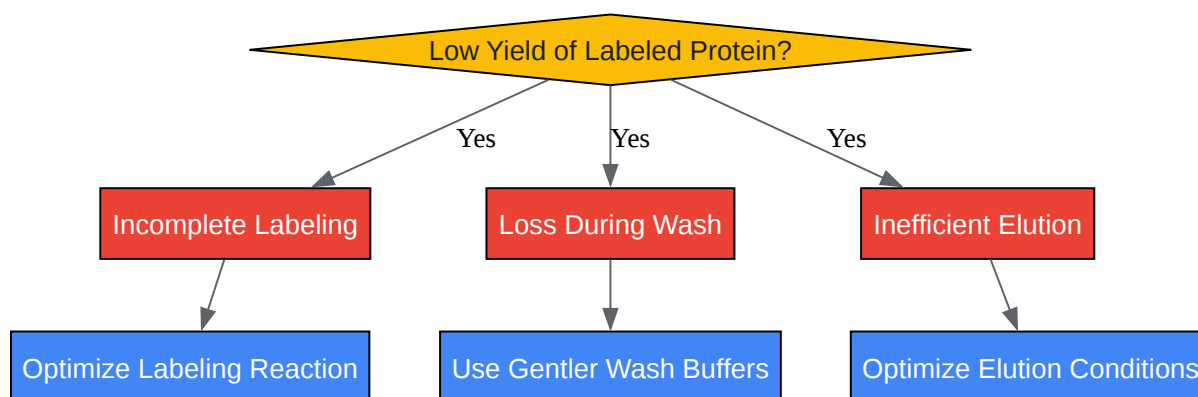 Low Yield of Labeled Protein?
Yes
Yes
Yes
Incomplete Labeling
Loss During Wash
Inefficient Elution
Optimize Labeling Reaction
Use Gentler Wash Buffers
Optimize Elution Conditions